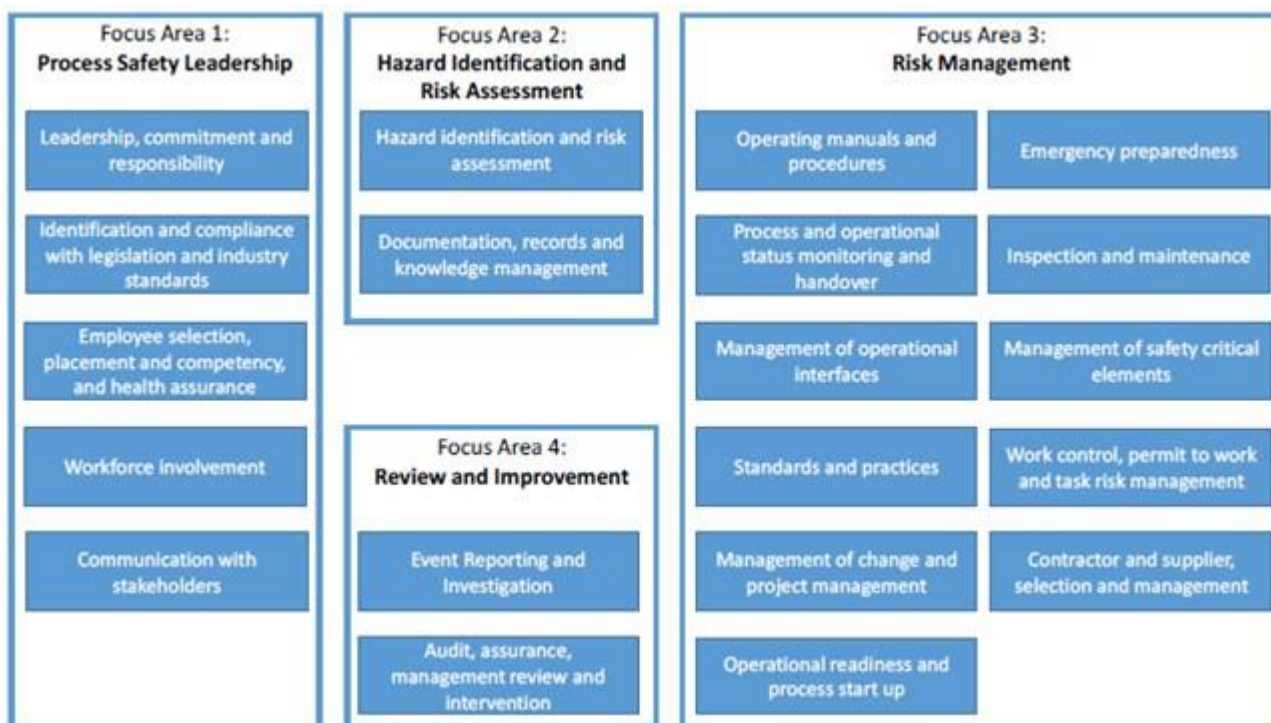 Focus Area 1:
Process Safety Leadership
Leadership, commitment and
responsibility
Identification and compliance
with legislation and industry
standards
Employee selection,
placement and competency,
and health assurance
Workforce involvement
Communication with
stakeholders
Focus Area 2:
Hazard Identification and
Risk Assessment
Hazard identification and risk
assessment
Documentation, records and
knowledge management
Focus Area 3:
Risk Management
Operating manuals and
procedures
Emergency preparedness
Process and operational
status monitoring and
handover
Inspection and maintenance
Management of operational
interfaces
Management of safety critical
elements
Standards and practices
Work control, permit to work
and task risk management
Management of change and
project management
Contractor and supplier,
selection and management
Operational readiness and
process start up
Focus Area 4:
Review and Improvement
Event Reporting and
Investigation
Audit, assurance,
management review and
intervention